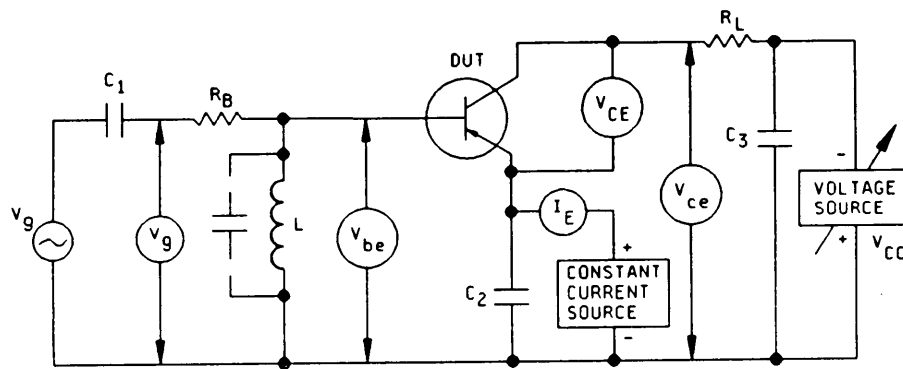 C1
RB
Vg
Vg
L
Vbe
DUT
VCE
IE
C2
+
CONSTANT
CURRENT
SOURCE
-
Vce
RL
C3
-
VOLTAGE
SOURCE
+
VCC